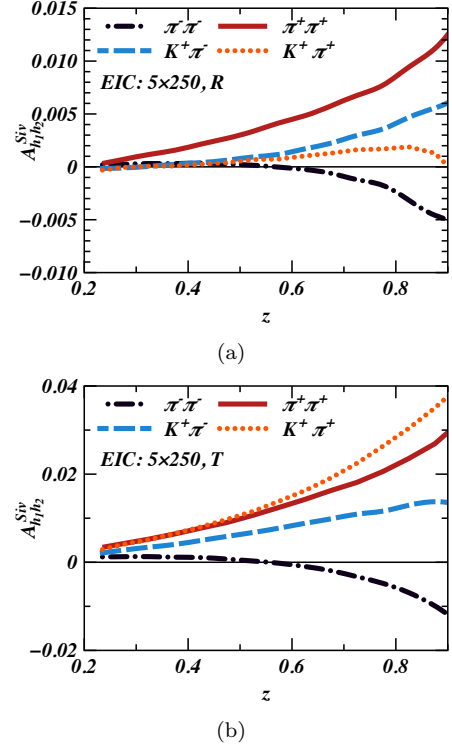 0.015
π⁻π⁻ π⁺π⁺
0.010
K⁺π⁻ K⁺ π⁺
EIC: 5×250, R
0.005
A_{h₁h₂}^{Siv}
0
−0.005
−0.010
0.2 0.4 0.6 0.8
z
(a)
0.04
π⁻π⁻ π⁺π⁺
K⁺π⁻ K⁺ π⁺
EIC: 5×250, T
0.02
A_{h₁h₂}^{Siv}
0
−0.02
0.2 0.4 0.6 0.8
z
(b)